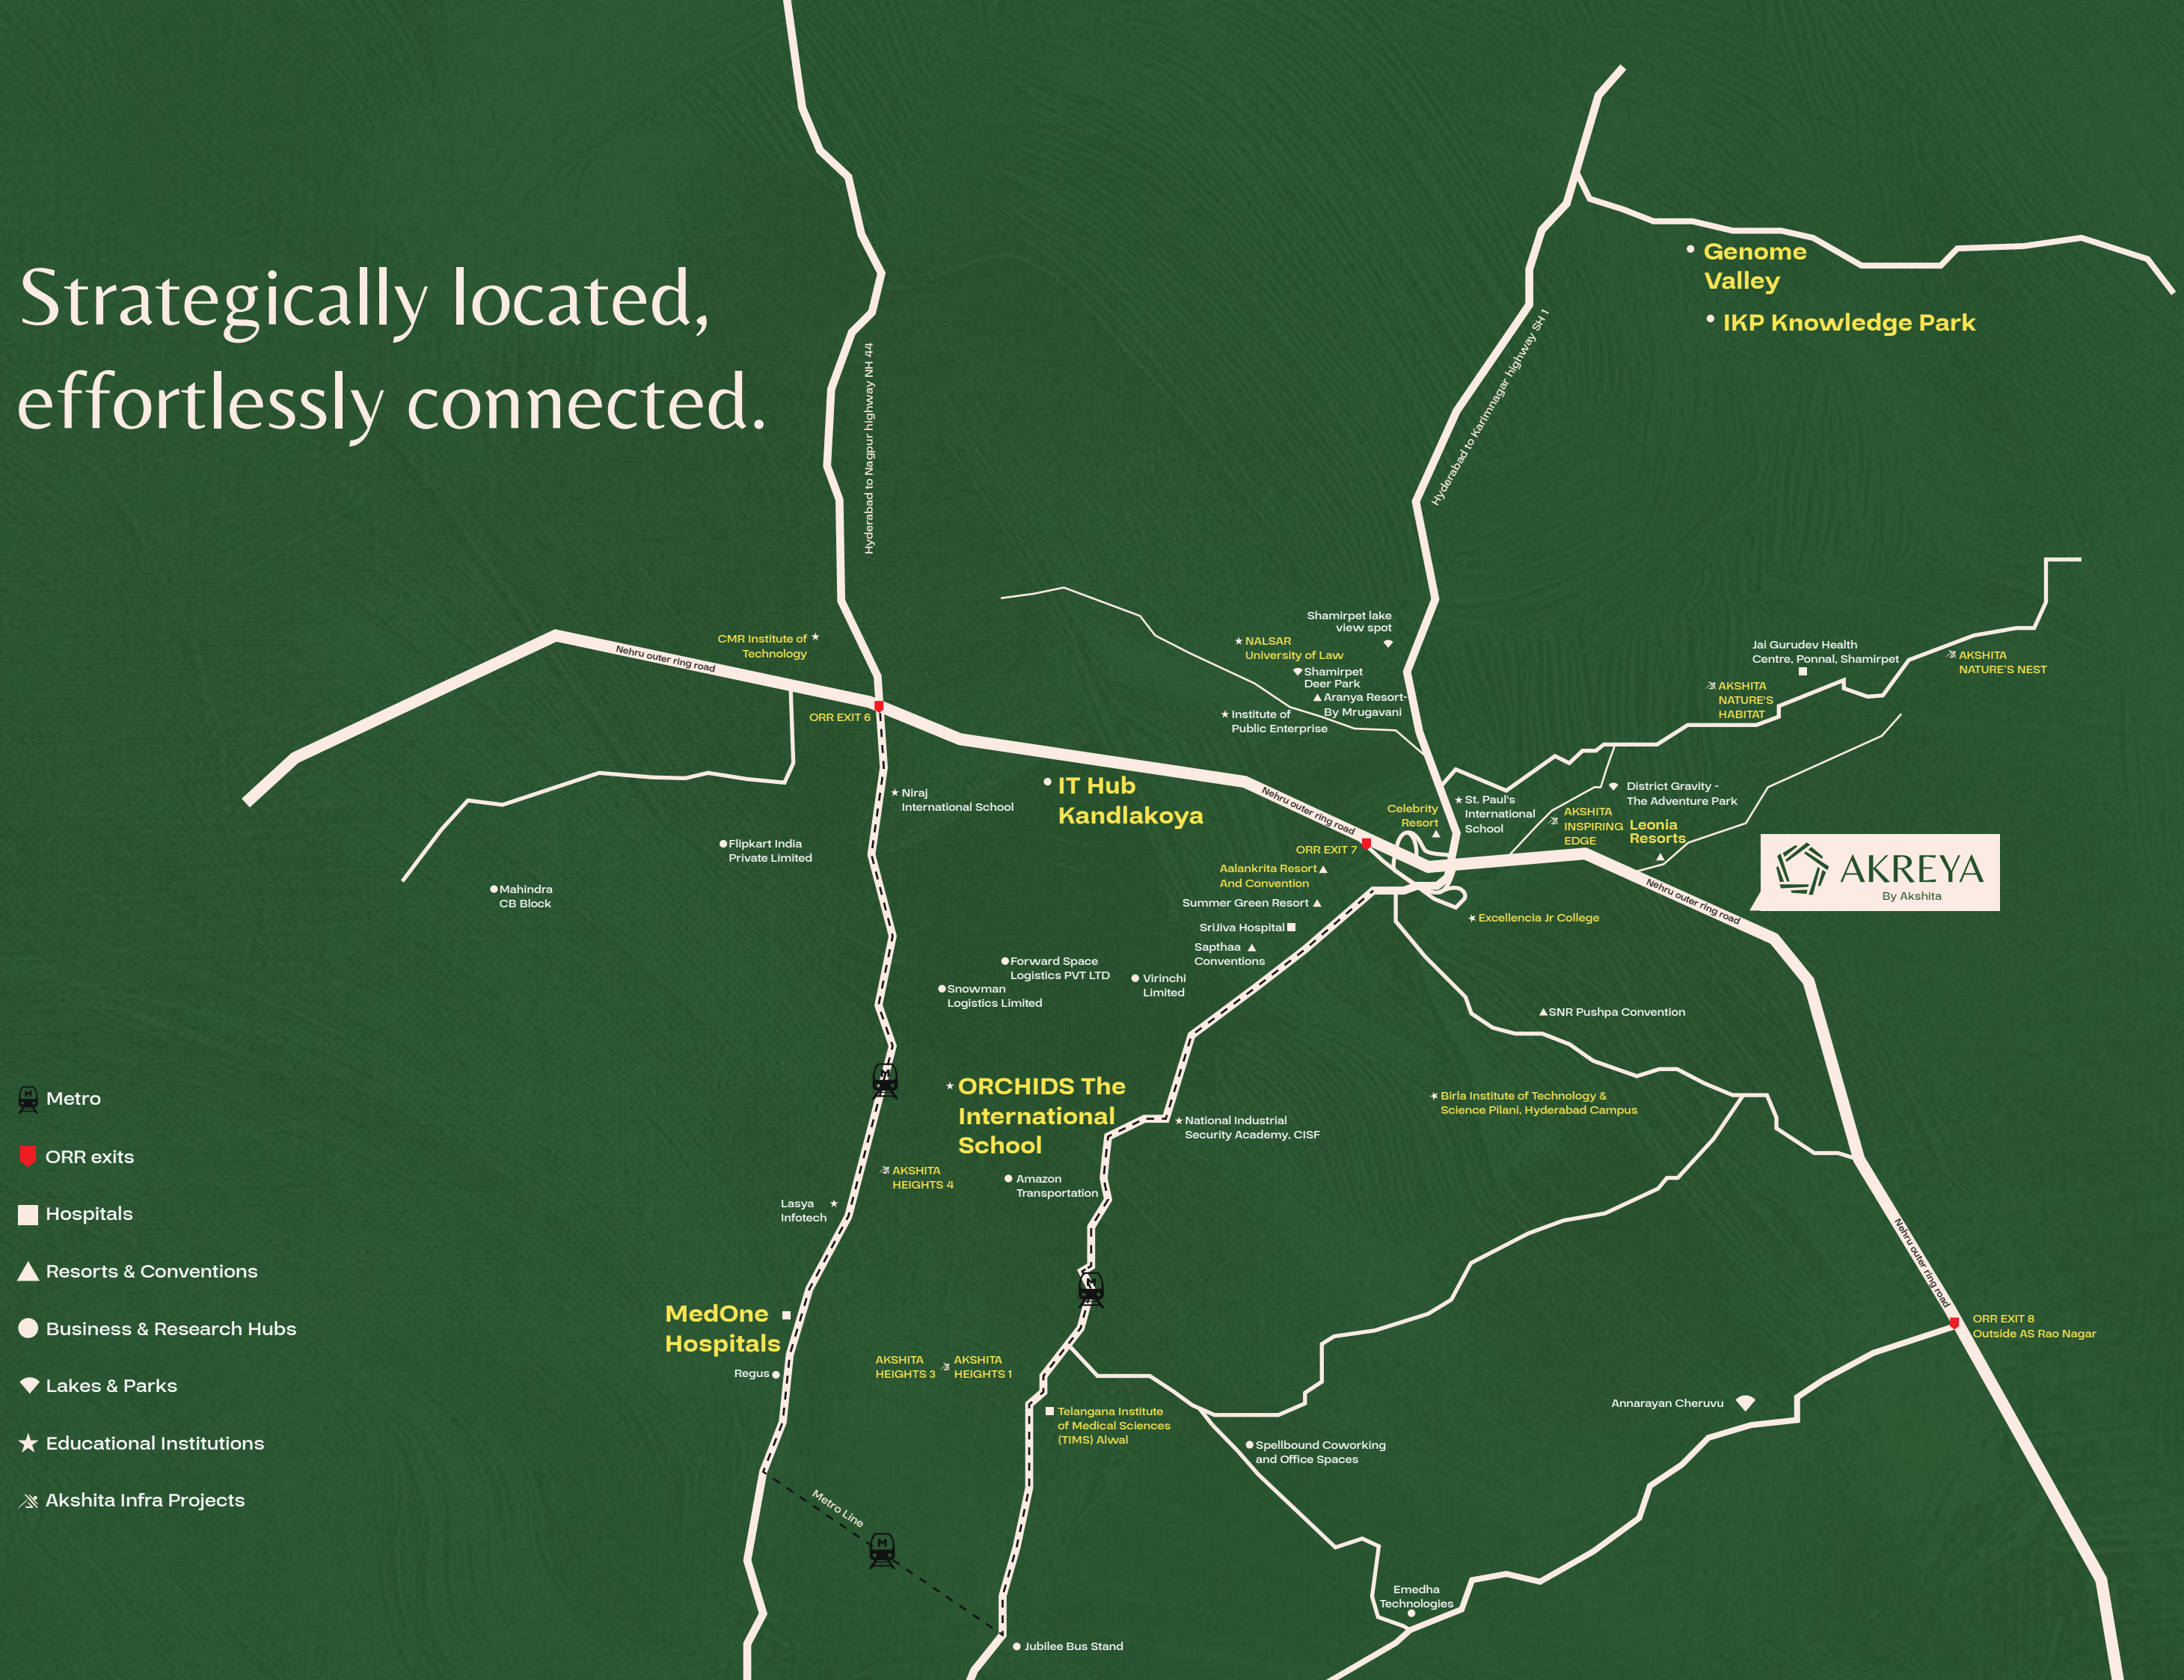 Strategically located,
effortlessly connected.
Hyderabad to Nagpur highway NH 44
Hyderabad to Karimnagar highway SH 1
Genome
Valley
IKP Knowledge Park
CMR Institute of
Technology
Nehru outer ring road
ORR EXIT 6
Shamirpet lake
view spot
NALSAR
University of Law
Shamirpet
Deer Park
Aranya Resort-
By Mrugavani
Institute of
Public Enterprise
Jai Gurudev Health
Centre, Ponnal, Shamirpet
AKSHITA
NATURE'S NEST
AKSHITA
NATURE'S
HABITAT
Niraj
International School
IT Hub
Kandlakoya
Nehru outer ring road
Celebrity
Resort
St. Paul's
International
School
District Gravity -
The Adventure Park
AKSHITA
INSPIRING
EDGE
Leonia
Resorts
ORR EXIT 7
Flipkart India
Private Limited
Mahindra
CB Block
Aalankrita Resort
And Convention
Summer Green Resort
SriJiva Hospital
Sapthaa
Conventions
Nehru outer ring road
AKREYA
By Akshita
Excellencia Jr College
Forward Space
Logistics PVT LTD
Snowman
Logistics Limited
Virinchi
Limited
SNR Pushpa Convention
ORCHIDS The
International
School
National Industrial
Security Academy, CISF
Birla Institute of Technology &
Science Pilani, Hyderabad Campus
AKSHITA
HEIGHTS 4
Amazon
Transportation
Lasya
Infotech
Nehru outer ring road
MedOne
Hospitals
Regus
AKSHITA
HEIGHTS 3
AKSHITA
HEIGHTS 1
ORR EXIT 8
Outside AS Rao Nagar
Telangana Institute
of Medical Sciences
(TIMS) Alwal
Annarayan Cheruvu
Spellbound Coworking
and Office Spaces
Metro Line
Emedha
Technologies
Jubilee Bus Stand
M
M
M
M
Metro
ORR exits
Hospitals
Resorts & Conventions
Business & Research Hubs
Lakes & Parks
Educational Institutions
Akshita Infra Projects